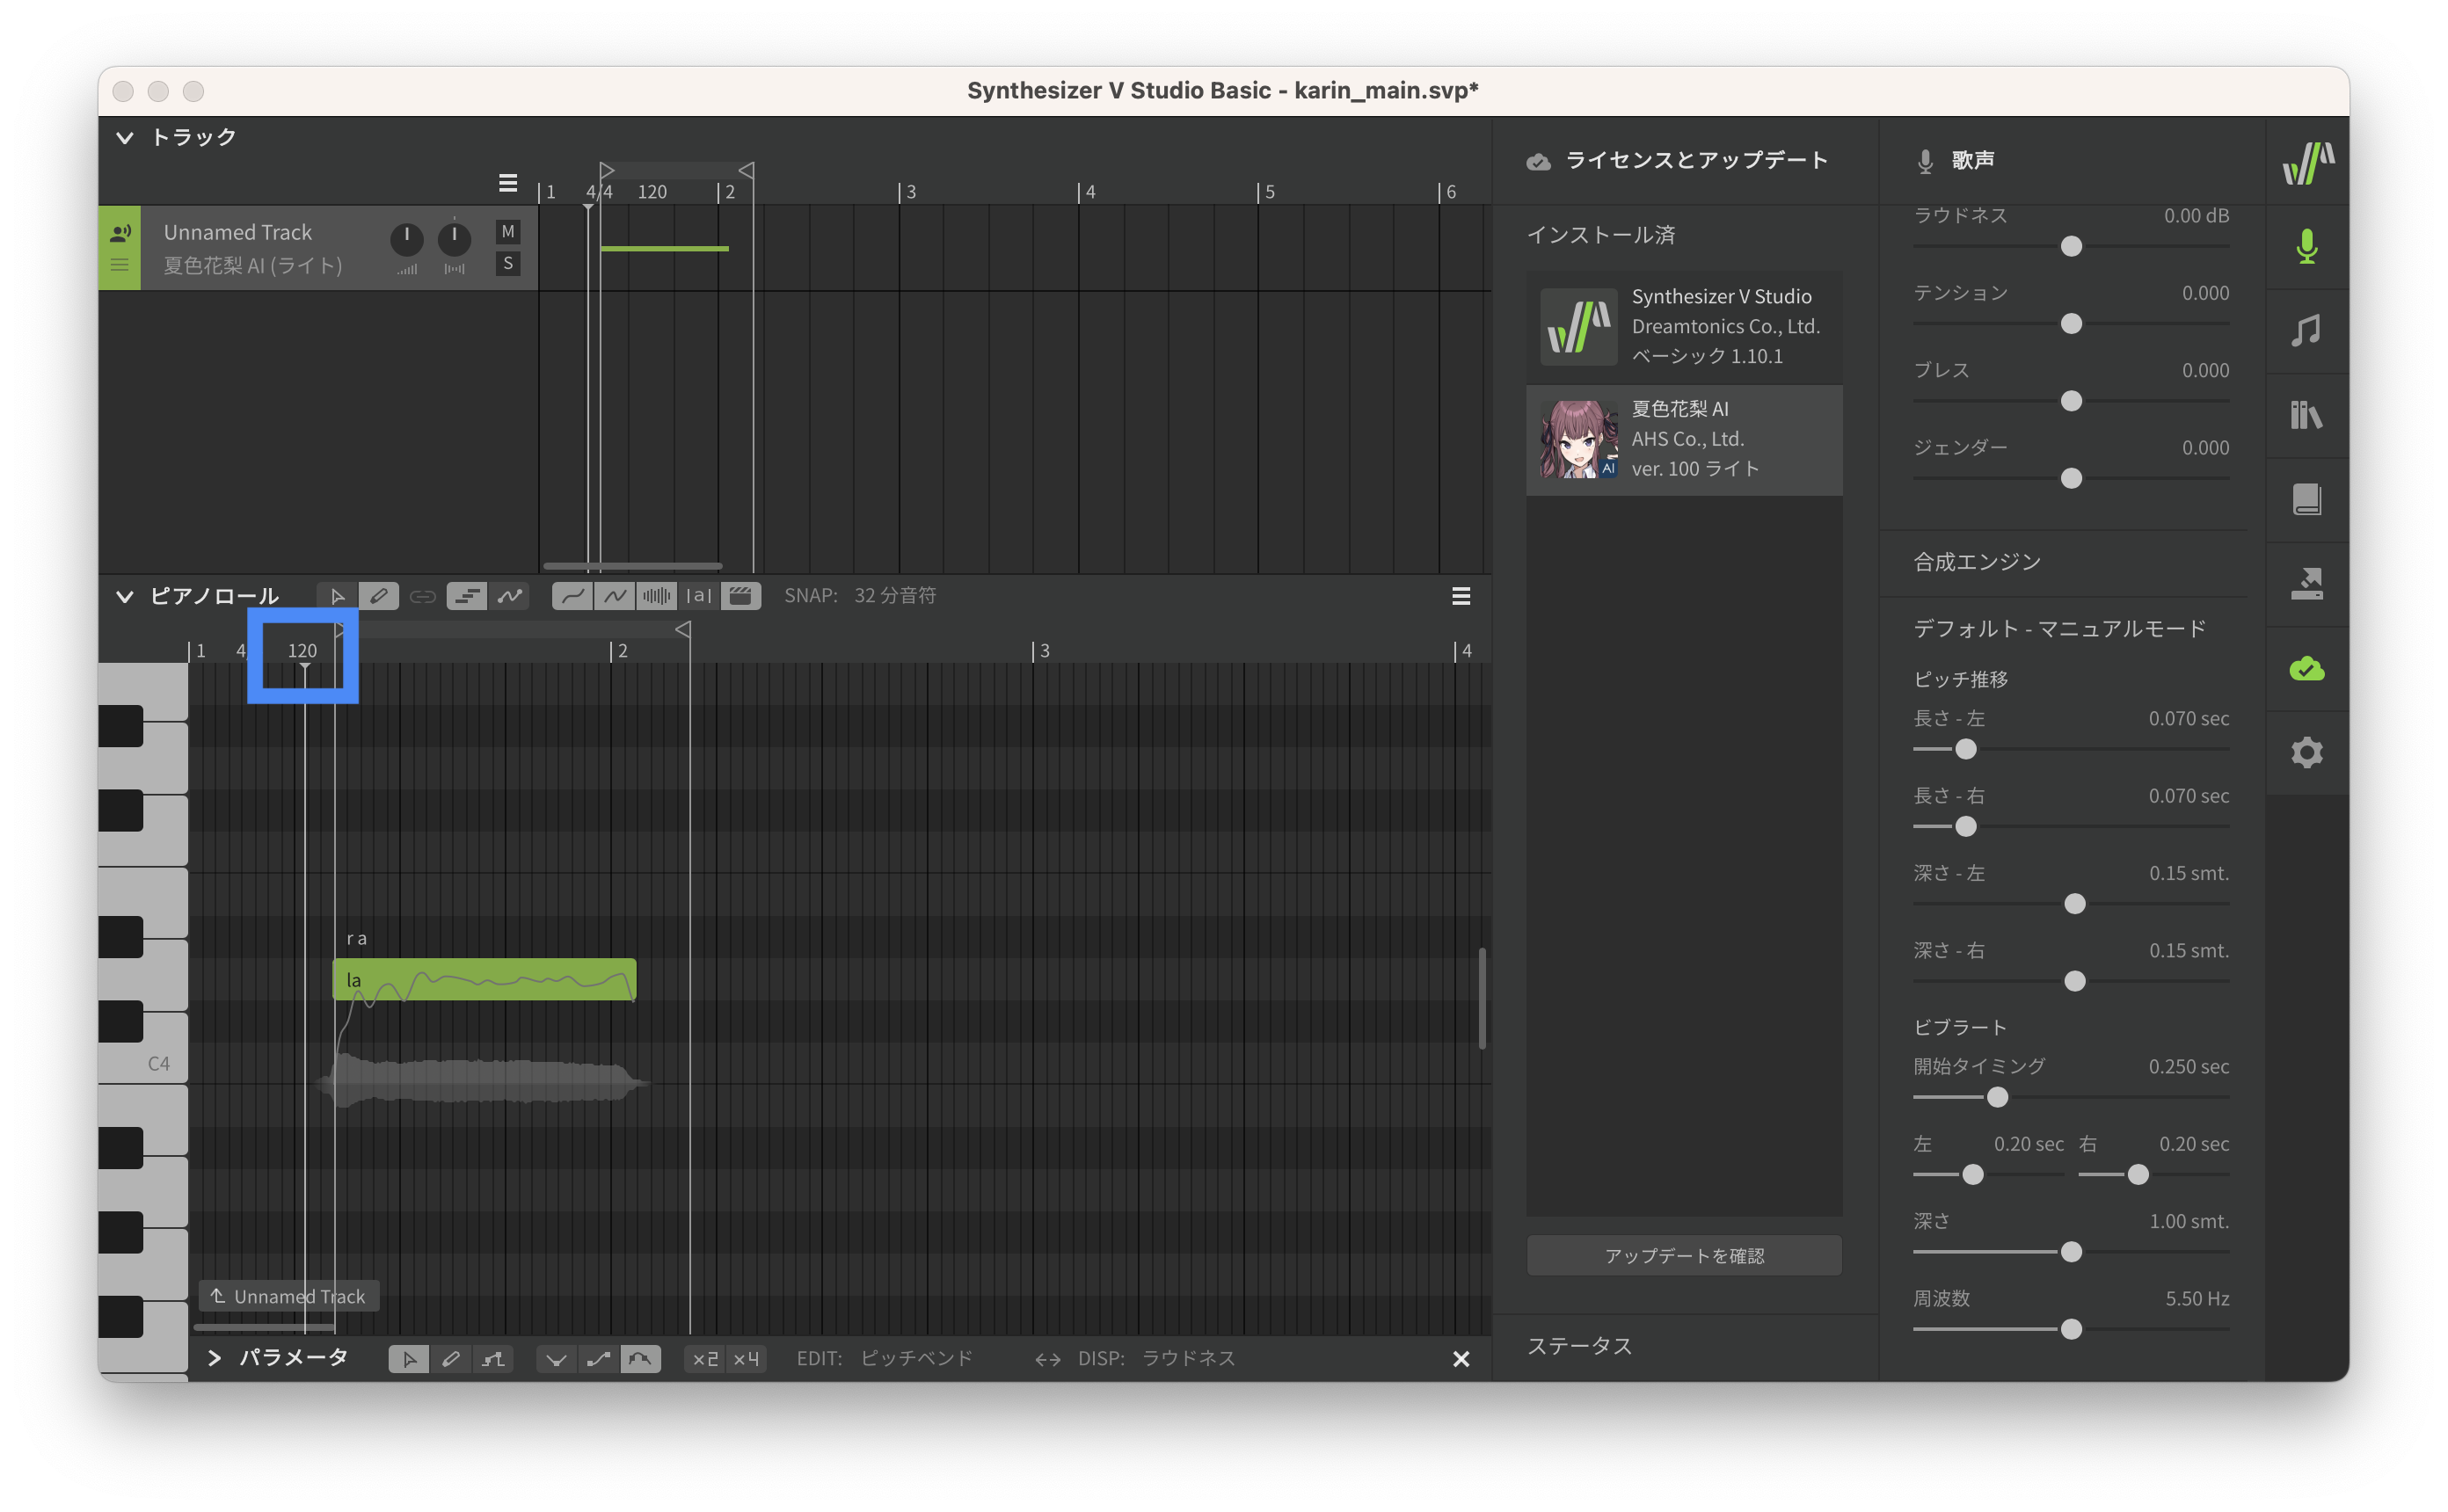 Synthesizer V Studio Basic - karin_main.svp*
トラック
1 4/4 120 2 3 4 5 6
Unnamed Track
夏色花梨 AI (ライト)
M
S
ピアノロール
|a|
SNAP: 32 分音符
1 4/ 120 2 3 4
r a
la
C4
Unnamed Track
パラメータ
×2 ×4
EDIT: ピッチベンド
DISP: ラウドネス
ライセンスとアップデート
インストール済
Synthesizer V Studio
Dreamtonics Co., Ltd.
ベーシック 1.10.1
夏色花梨 AI
AHS Co., Ltd.
ver. 100 ライト
AI
アップデートを確認
ステータス
歌声
ラウドネス 0.00 dB
テンション 0.000
ブレス 0.000
ジェンダー 0.000
合成エンジン
デフォルト - マニュアルモード
ピッチ推移
長さ - 左 0.070 sec
長さ - 右 0.070 sec
深さ - 左 0.15 smt.
深さ - 右 0.15 smt.
ビブラート
開始タイミング 0.250 sec
左 0.20 sec 右 0.20 sec
深さ 1.00 smt.
周波数 5.50 Hz